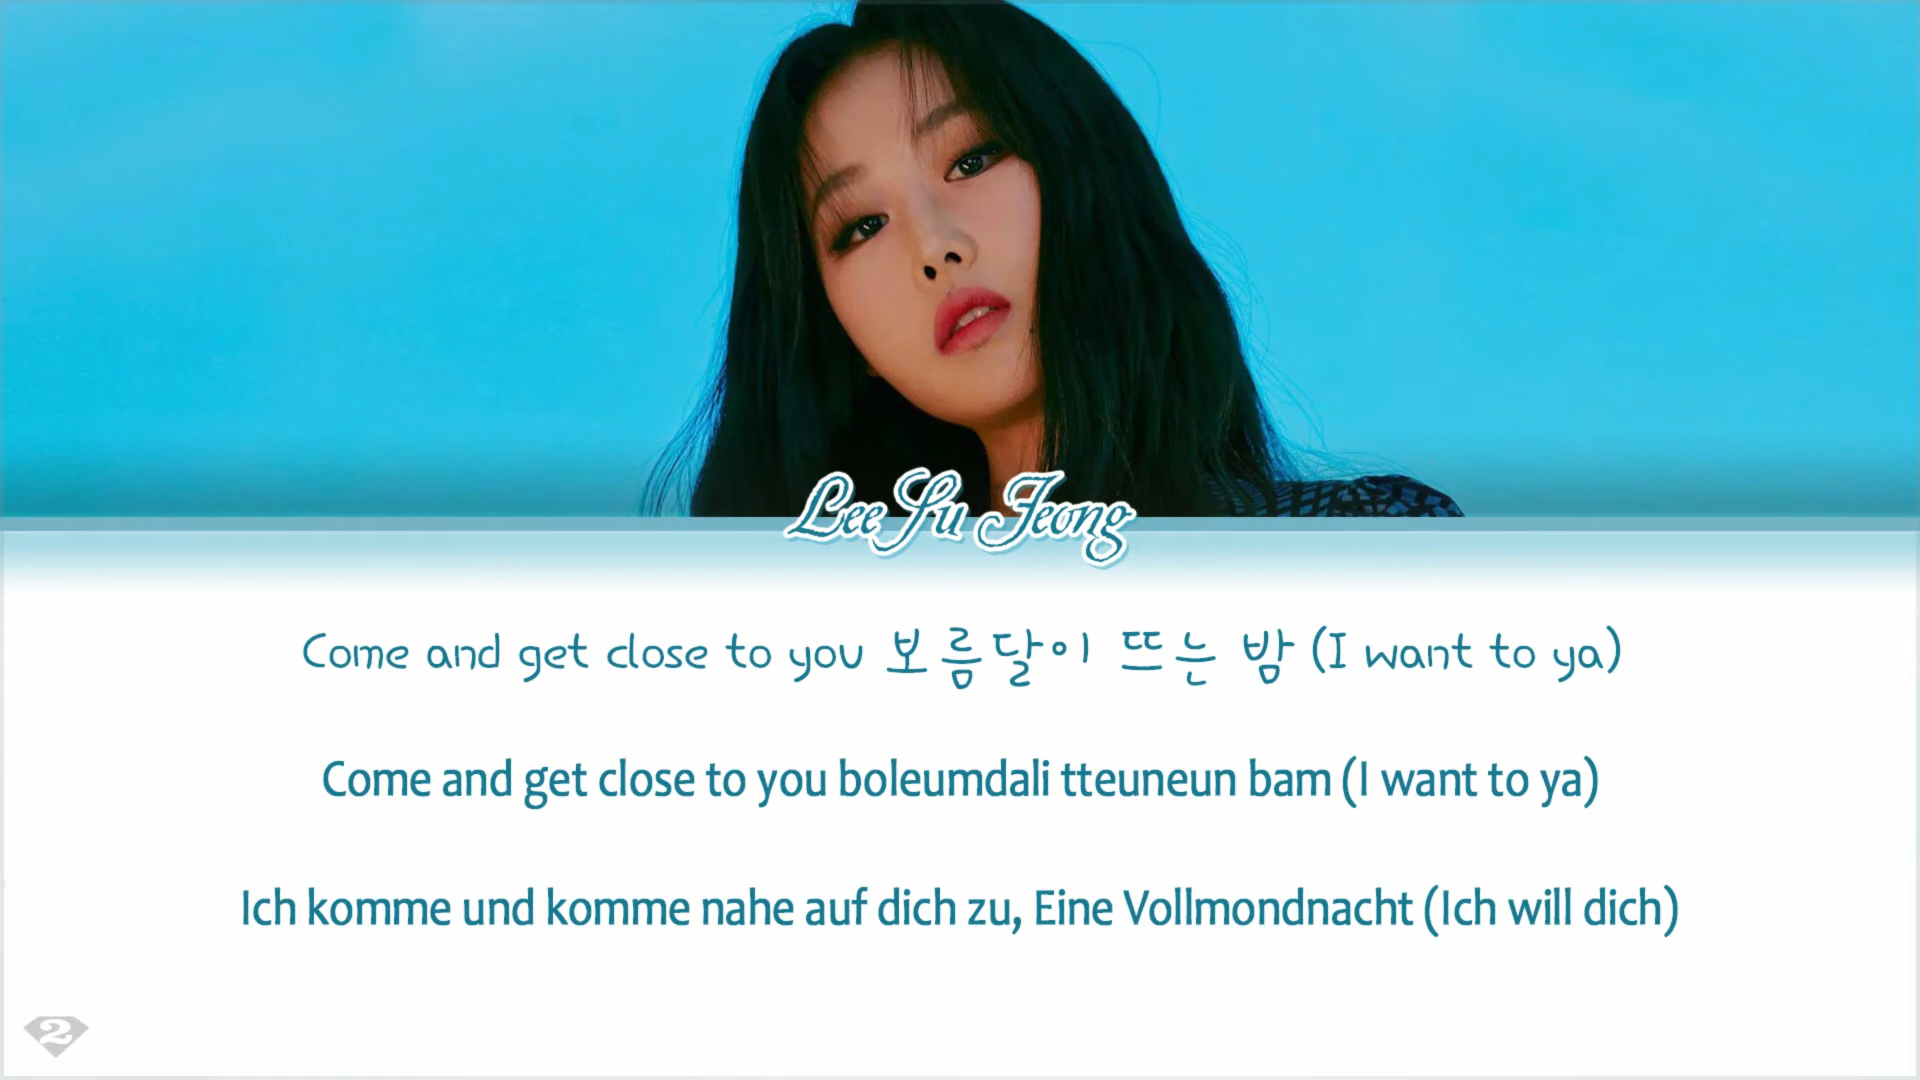 Lee Su Jeong
Come and get close to you 보름달이 뜨는 밤 (I want to ya)
Come and get close to you boleumdali tteuneun bam (I want to ya)
Ich komme und komme nahe auf dich zu, Eine Vollmondnacht (Ich will dich)
2